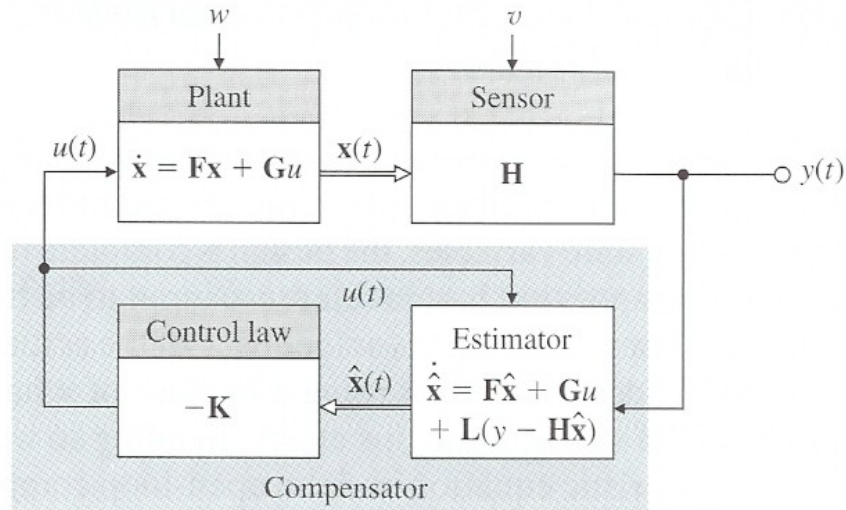 w
v
Plant
Sensor
u(t)
ẋ = Fx + Gu
x(t)
H
y(t)
u(t)
Control law
Estimator
−K
x̂(t)
x̂̇ = Fx̂ + Gu
+ L(y − Hx̂)
Compensator